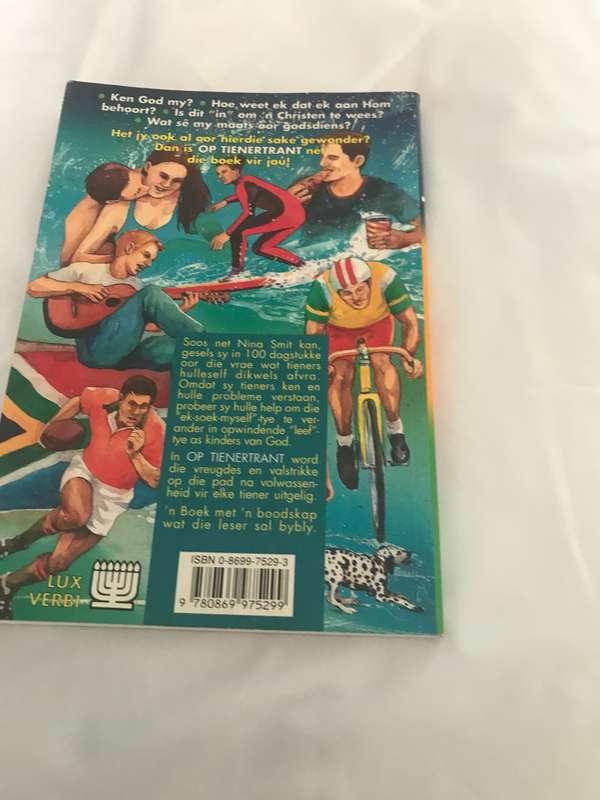 • Ken God my? • Hoe weet ek dat ek aan Hom
behoort? • Is dit "in" om 'n Christen te wees?
• Wat sê my maats oor godsdiens?
Het jy ook al oor hierdie sake gewonder?
Dan is OP TIENERTRANT net
die boek vir jou!
Soos net Nina Smit kan,
gesels sy in 100 dagstukke
oor die vrae wat tieners
hulleself dikwels afvra.
Omdat sy tieners ken en
hulle probleme verstaan,
probeer sy hulle help om die
"ek-soek-myself"-tye te ver-
ander in opwindende "leef"-
tye as kinders van God.
In OP TIENERTRANT word
die vreugdes en valstrikke
op die pad na volwassen-
heid vir elke tiener uitgelig.
'n Boek met 'n boodskap
wat die leser sal bybly.
ISBN 0-8699-7529-3
9 780869 975299
LUX
VERBI